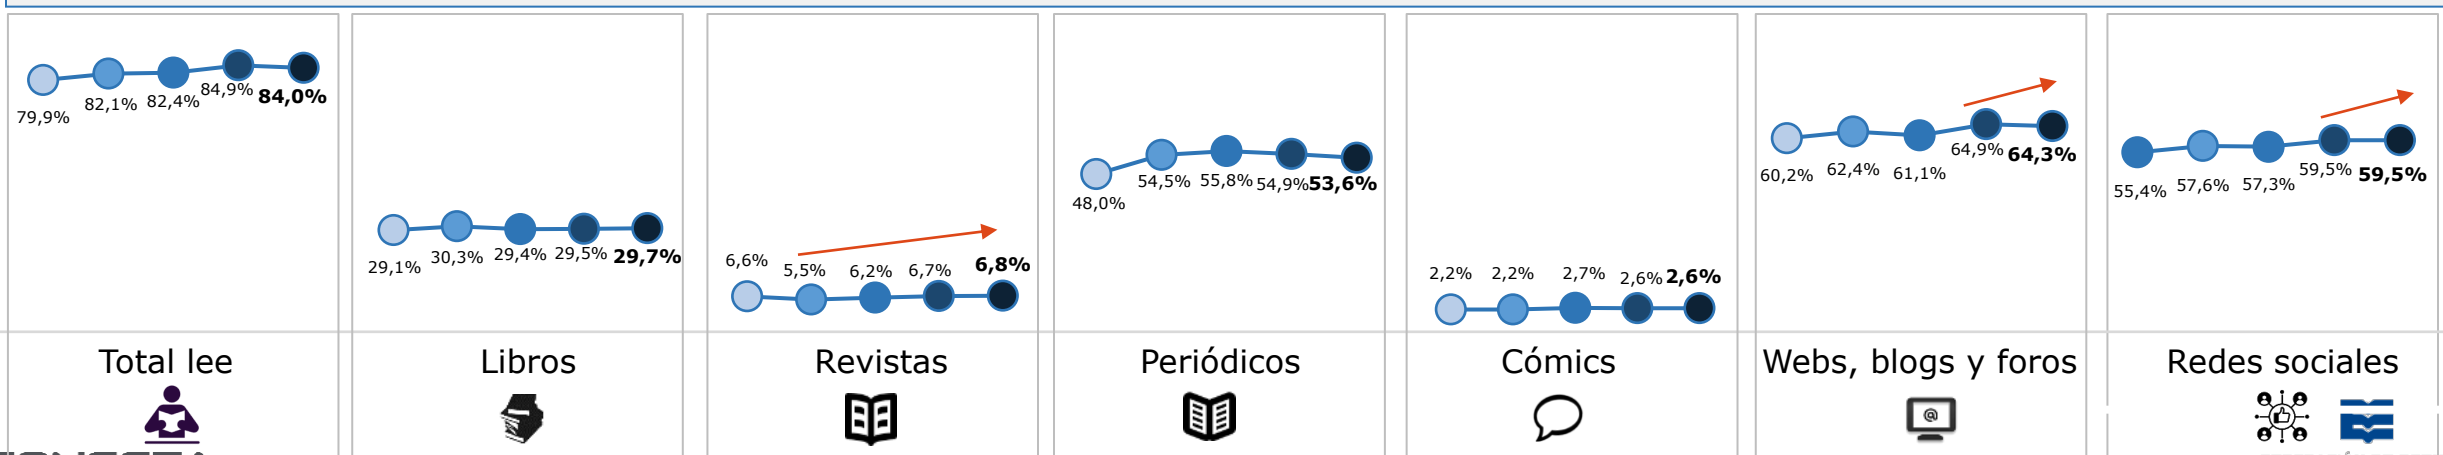 79,9% 82,1% 82,4% 84,9% 84,0%
29,1% 30,3% 29,4% 29,5% 29,7%
6,6% 5,5% 6,2% 6,7% 6,8%
48,0% 54,5% 55,8% 54,9% 53,6%
2,2% 2,2% 2,7% 2,6% 2,6%
60,2% 62,4% 61,1% 64,9% 64,3%
55,4% 57,6% 57,3% 59,5% 59,5%
Total lee
Libros
Revistas
Periódicos
Cómics
Webs, blogs y foros
Redes sociales
@